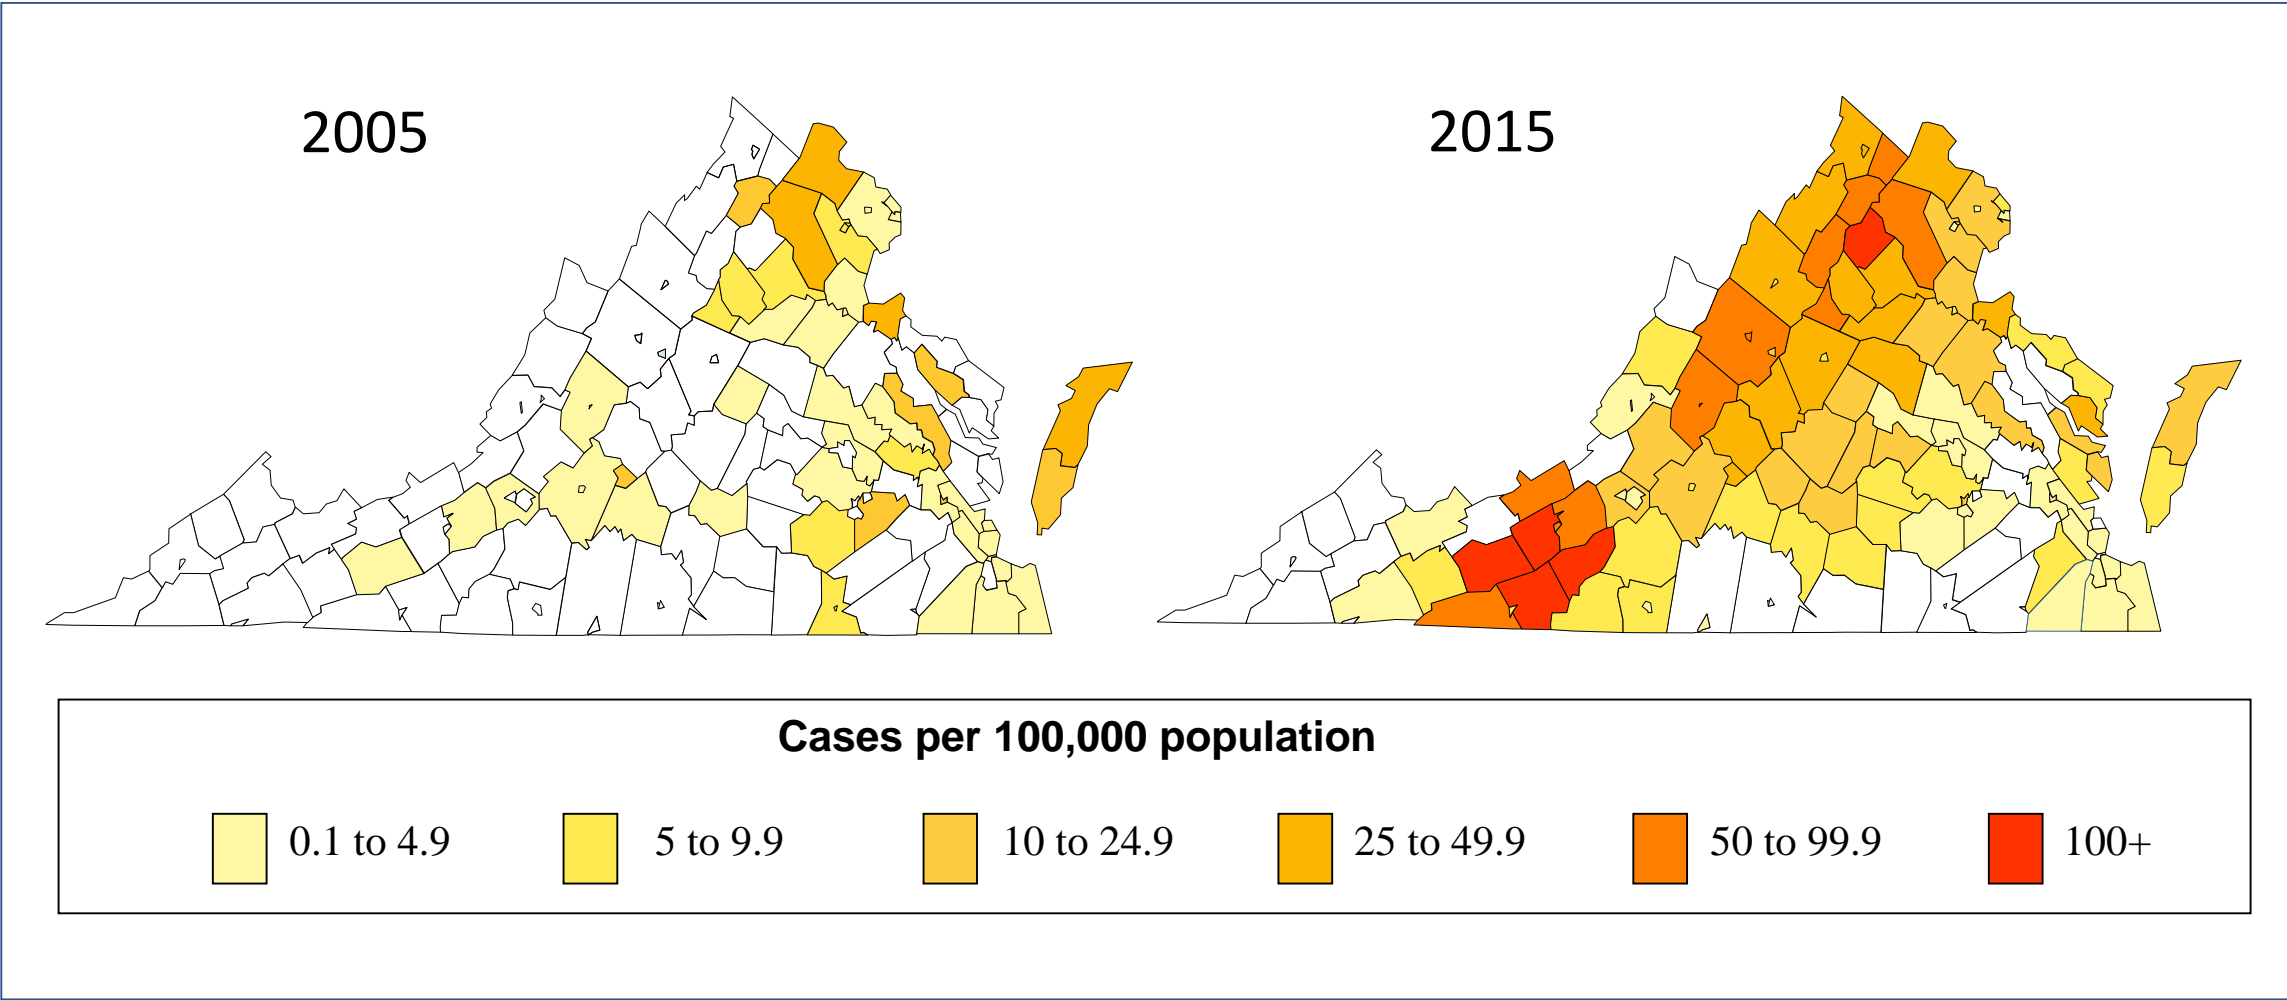 2005
2015
Cases per 100,000 population
0.1 to 4.9
5 to 9.9
10 to 24.9
25 to 49.9
50 to 99.9
100+